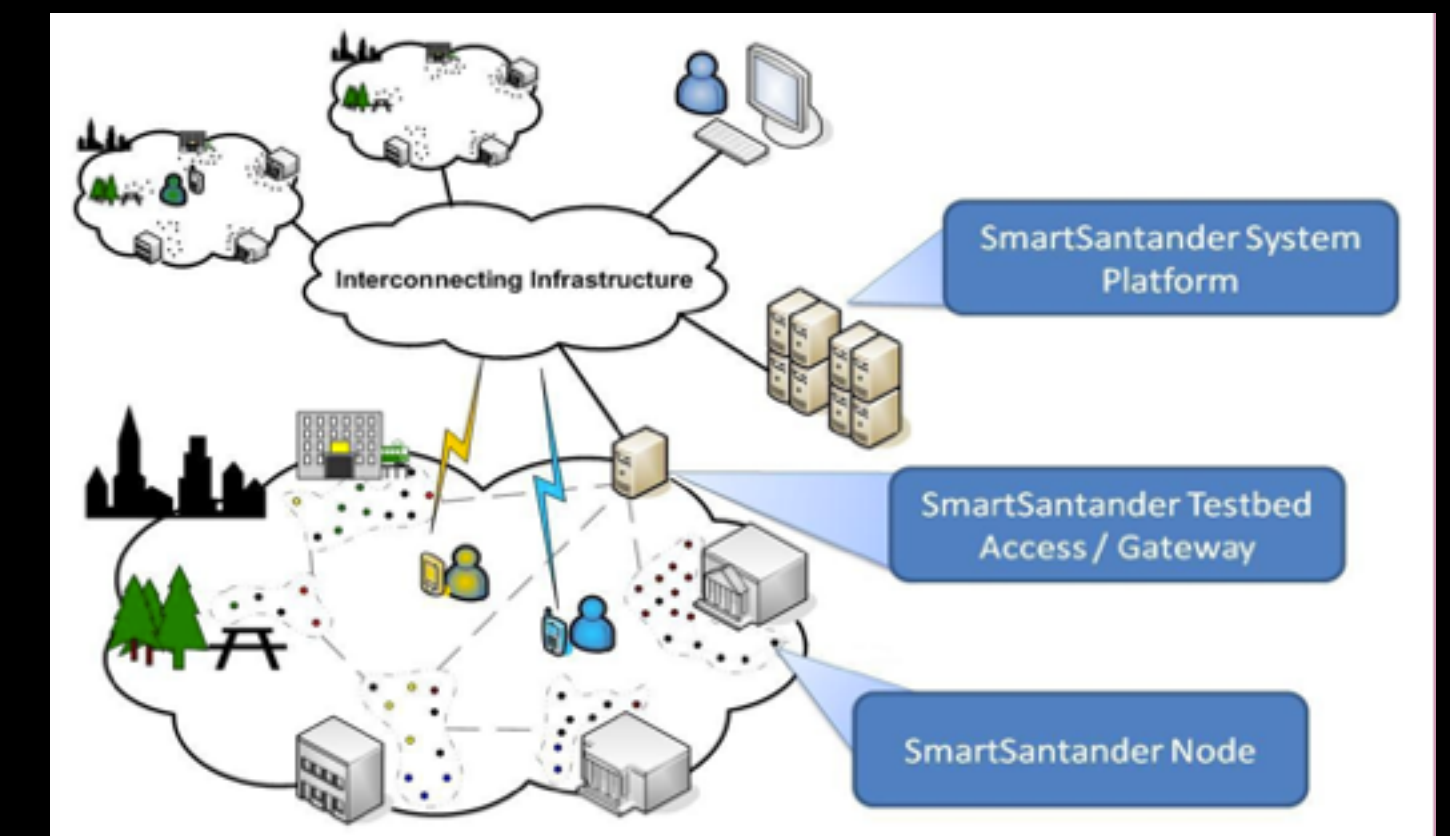 Interconnecting Infrastructure
SmartSantander System
Platform
SmartSantander Testbed
Access / Gateway
SmartSantander Node